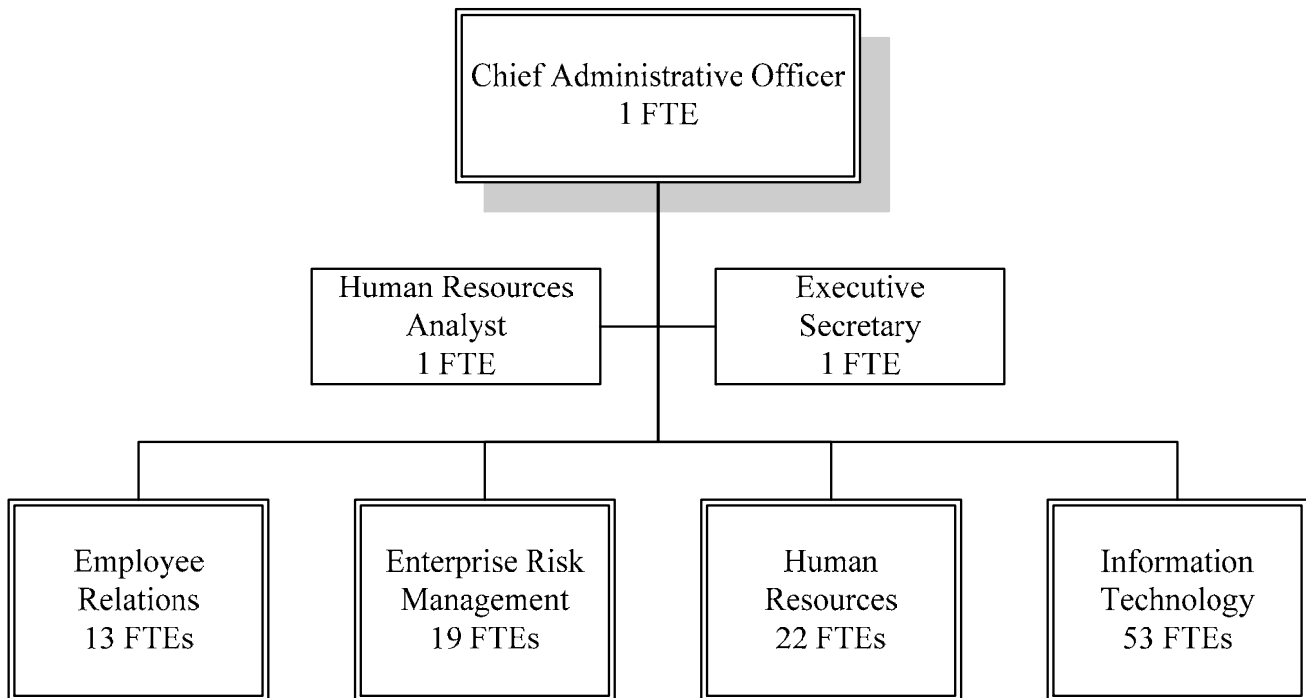 Chief Administrative Officer
1 FTE
Human Resources
Analyst
1 FTE
Executive
Secretary
1 FTE
Employee
Relations
13 FTEs
Enterprise Risk
Management
19 FTEs
Human
Resources
22 FTEs
Information
Technology
53 FTEs